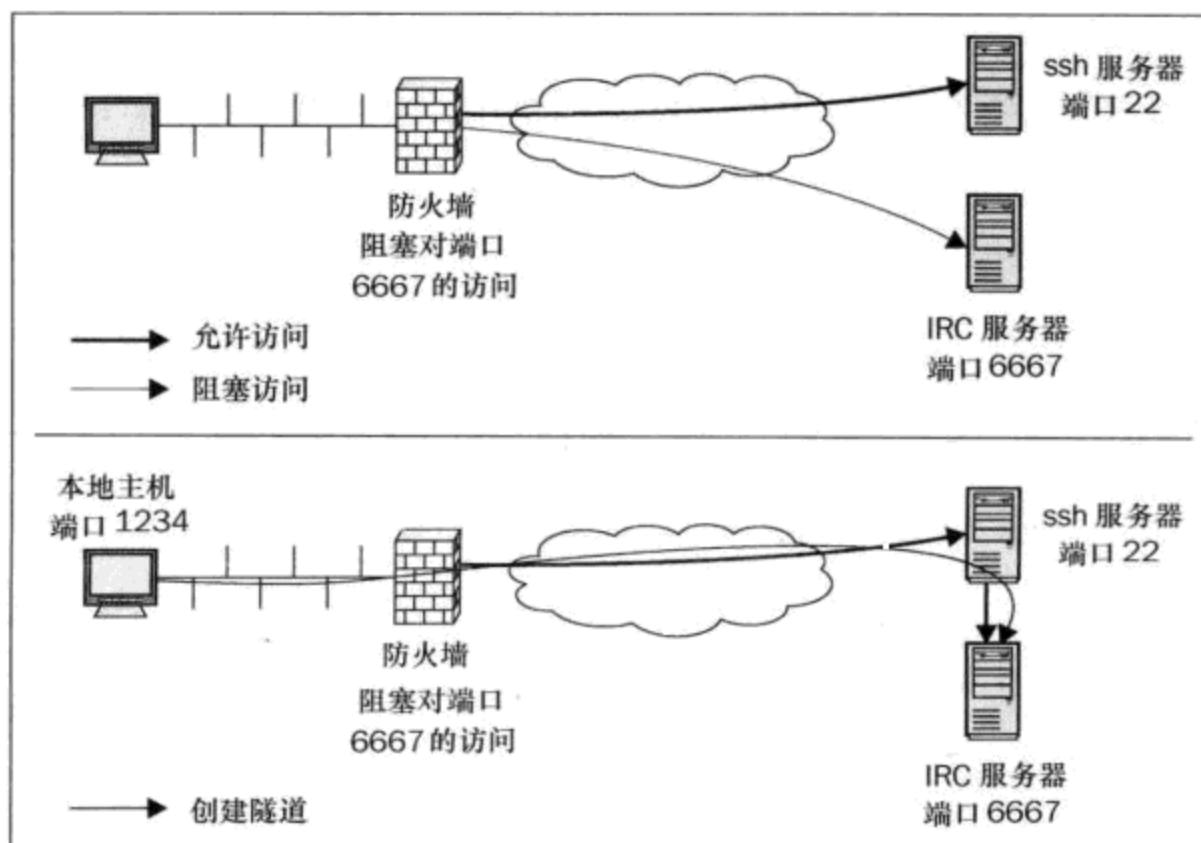 ssh 服务器
端口 22
防火墙
阻塞对端口
6667 的访问
IRC 服务器
端口 6667
允许访问
阻塞访问
本地主机
端口 1234
ssh 服务器
端口 22
防火墙
阻塞对端口
6667 的访问
IRC 服务器
端口 6667
创建隧道